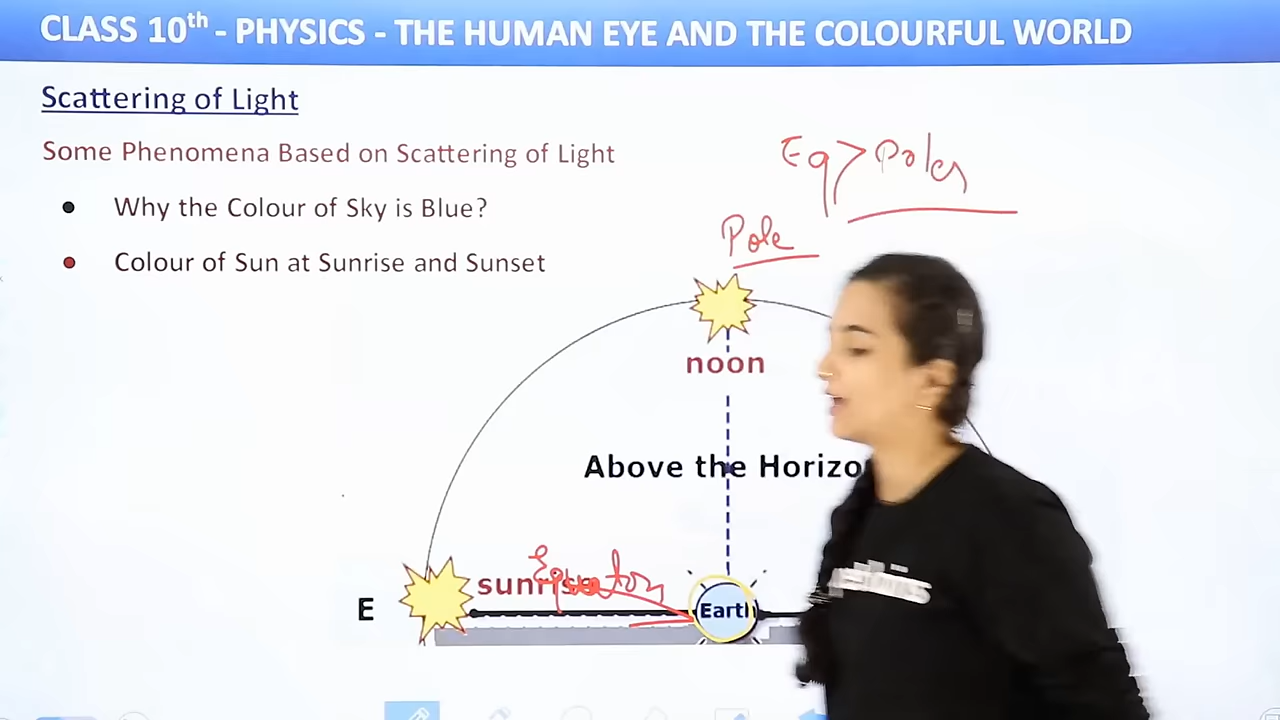 CLASS 10th - PHYSICS - THE HUMAN EYE AND THE COLOURFUL WORLD
Scattering of Light
Some Phenomena Based on Scattering of Light
Eq > Poles
• Why the Colour of Sky is Blue?
Pole
• Colour of Sun at Sunrise and Sunset
noon
Above the Horizo
Equator
sunrise
E
Earth